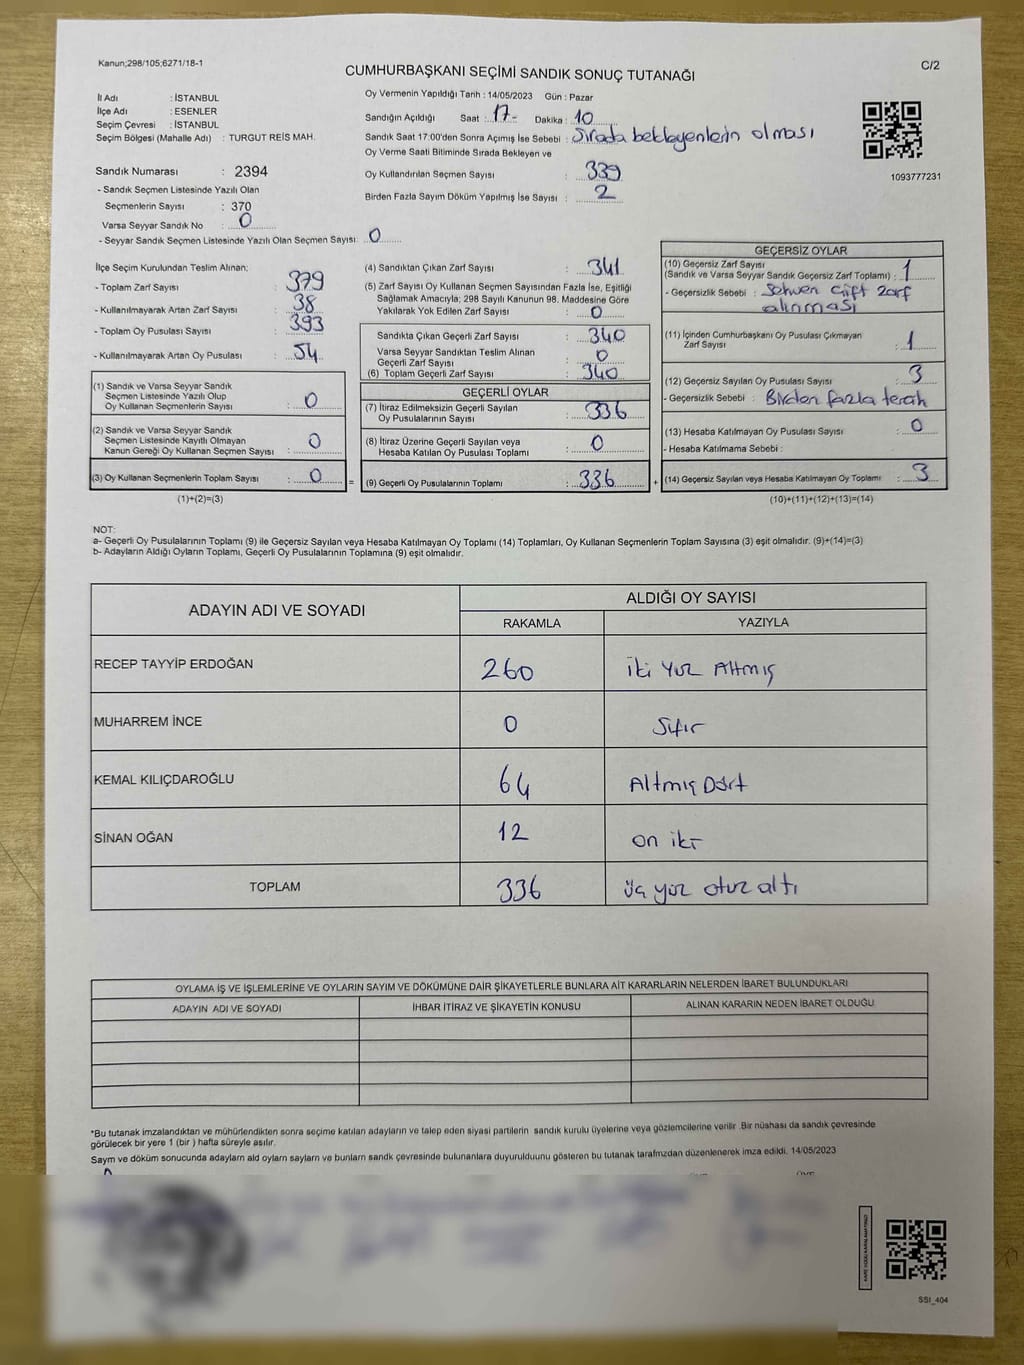 Kanun;298/105;6271/18-1
C/2
CUMHURBAŞKANI SEÇİMİ SANDIK SONUÇ TUTANAĞI
İl Adı : İSTANBUL
İlçe Adı : ESENLER
Seçim Çevresi : İSTANBUL
Seçim Bölgesi (Mahalle Adı) : TURGUT REİS MAH.
Sandık Numarası : 2394
- Sandık Seçmen Listesinde Yazılı Olan
Seçmenlerin Sayısı : 370
Varsa Seyyar Sandık No : 0
- Seyyar Sandık Seçmen Listesinde Yazılı Olan Seçmen Sayısı: 0
Oy Vermenin Yapıldığı Tarih : 14/05/2023 Gün : Pazar
Sandığın Açıldığı Saat : 17- Dakika : 10
Sandık Saat 17:00'den Sonra Açımış İse Sebebi : Sırada bekleyenlerin olması
Oy Verme Saati Bitiminde Sırada Bekleyen ve
Oy Kullandırılan Seçmen Sayısı : 339
Birden Fazla Sayım Döküm Yapılmış İse Sayısı : 2
1093777231
İlçe Seçim Kurulundan Teslim Alınan;
- Toplam Zarf Sayısı : 379
- Kullanılmayarak Artan Zarf Sayısı : 38
- Toplam Oy Pusulası Sayısı : 393
- Kullanılmayarak Artan Oy Pusulası : 54
(1) Sandık ve Varsa Seyyar Sandık
Seçmen Listesinde Yazılı Olup
Oy Kullanan Seçmenlerin Sayısı : 0
(2) Sandık ve Varsa Seyyar Sandık
Seçmen Listesinde Kayıtlı Olmayan
Kanun Gereği Oy Kullanan Seçmen Sayısı : 0
(3) Oy Kullanan Seçmenlerin Toplam Sayısı : 0 =
(1)+(2)=(3)
(4) Sandıktan Çıkan Zarf Sayısı : 341
(5) Zarf Sayısı Oy Kullanan Seçmen Sayısından Fazla İse, Eşitliği
Sağlamak Amacıyla; 298 Sayılı Kanunun 98. Maddesine Göre
Yakılarak Yok Edilen Zarf Sayısı : 0
Sandıkta Çıkan Geçerli Zarf Sayısı : 340
Varsa Seyyar Sandıktan Teslim Alınan
Geçerli Zarf Sayısı : 0
(6) Toplam Geçerli Zarf Sayısı : 340
GEÇERLİ OYLAR
(7) İtiraz Edilmeksizin Geçerli Sayılan
Oy Pusulalarının Sayısı : 336
(8) İtiraz Üzerine Geçerli Sayılan veya
Hesaba Katılan Oy Pusulası Toplamı : 0
(9) Geçerli Oy Pusulalarının Toplamı : 336 +
GEÇERSİZ OYLAR
(10) Geçersiz Zarf Sayısı
(Sandık ve Varsa Seyyar Sandık Geçersiz Zarf Toplamı) : 1
- Geçersizlik Sebebi : Sehven Çift zarf
alınması
(11) İçinden Cumhurbaşkanı Oy Pusulası Çıkmayan
Zarf Sayısı : 1
(12) Geçersiz Sayılan Oy Pusulası Sayısı : 3
- Geçersizlik Sebebi : Birden fazla tercih
(13) Hesaba Katılmayan Oy Pusulası Sayısı : 0
- Hesaba Katılmama Sebebi :
(14) Geçersiz Sayılan veya Hesaba Katılmayan Oy Toplamı : 3
(10)+(11)+(12)+(13)=(14)
NOT:
a- Geçerli Oy Pusulalarının Toplamı (9) ile Geçersiz Sayılan veya Hesaba Katılmayan Oy Toplamı (14) Toplamları, Oy Kullanan Seçmenlerin Toplam Sayısına (3) eşit olmalıdır. (9)+(14)=(3)
b- Adayların Aldığı Oyların Toplamı, Geçerli Oy Pusulalarının Toplamına (9) eşit olmalıdır.
ADAYIN ADI VE SOYADI ALDIĞI OY SAYISI
RAKAMLA YAZIYLA
RECEP TAYYİP ERDOĞAN 260 iki Yüz Altmış
MUHARREM İNCE 0 Sıfır
KEMAL KILIÇDAROĞLU 64 Altmış Dört
SİNAN OĞAN 12 on iki
TOPLAM 336 üç yüz otuz altı
OYLAMA İŞ VE İŞLEMLERİNE VE OYLARIN SAYIM VE DÖKÜMÜNE DAİR ŞİKAYETLERLE BUNLARA AİT KARARLARIN NELERDEN İBARET BULUNDUKLARI
ADAYIN ADI VE SOYADI İHBAR İTİRAZ VE ŞİKAYETİN KONUSU ALINAN KARARIN NEDEN İBARET OLDUĞU
*Bu tutanak imzalandıktan ve mühürlendikten sonra seçime katılan adayların ve talep eden siyasi partilerin sandık kurulu üyelerine veya gözlemcilerine verilir .Bir nüshası da sandık çevresinde
görülecek bir yere 1 (bir ) hafta süreyle asılır.
Saym ve döküm sonucunda adaylarn ald oylarn saylarn ve bunlarn sandk çevresinde bulunanlara duyurulduunu gösteren bu tutanak tarafmzdan düzenlenerek imza edildi. 14/05/2023
SSI_404